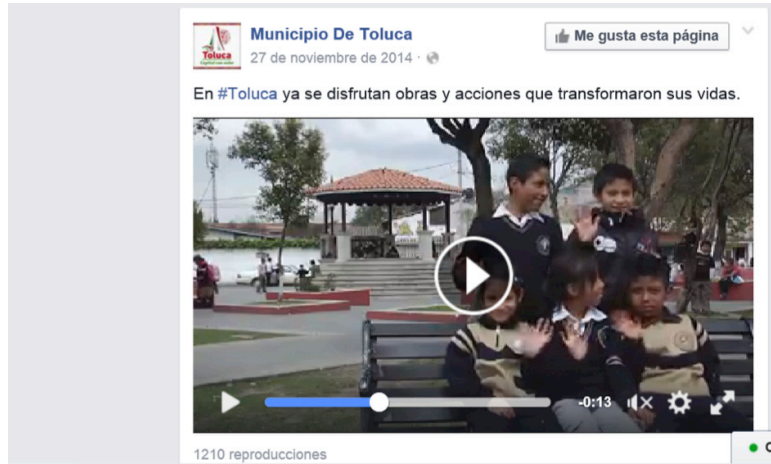 Municipio De Toluca
Me gusta esta página
27 de noviembre de 2014
En #Toluca ya se disfrutan obras y acciones que transformaron sus vidas.
-0:13
1210 reproducciones
Toluca